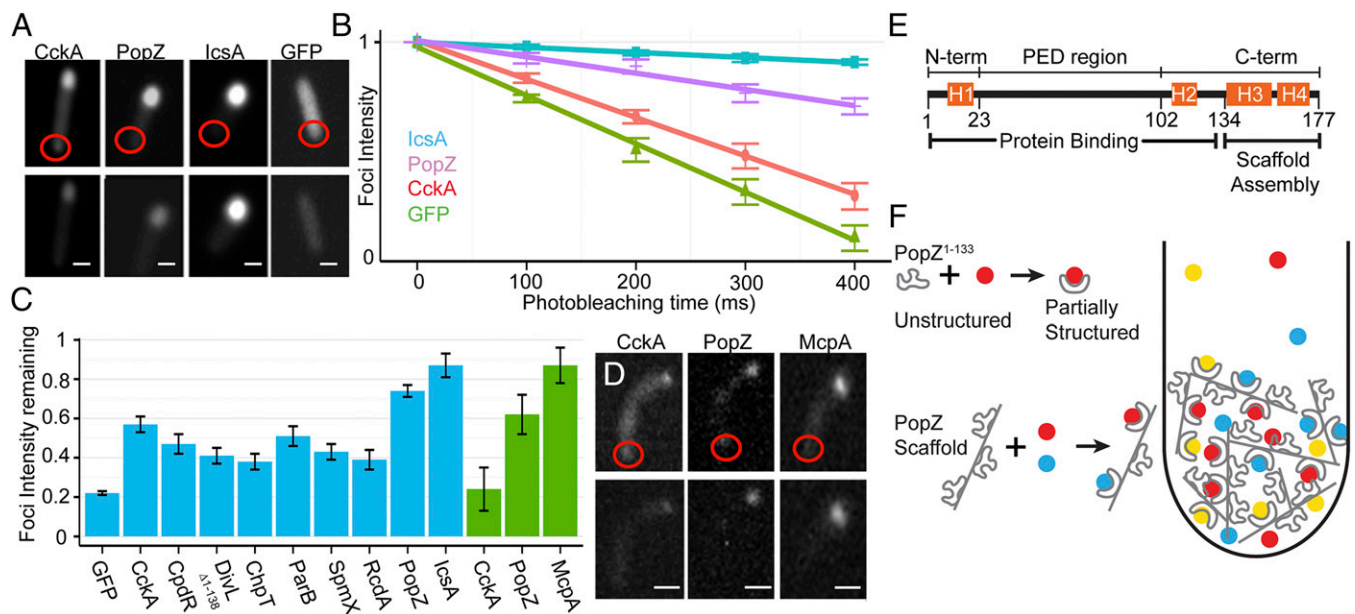 A
CckA PopZ IcsA GFP
B
1
Foci Intensity
IcsA
PopZ
CckA
GFP
0
0 100 200 300 400
Photobleaching time (ms)
C
Foci Intensity remaining
1
0.8
0.6
0.4
0.2
0
GFP
CckA
CpdR
DivL
Δ1-138
ChpT
ParB
SpmX
RcdA
PopZ
IcsA
CckA
PopZ
McpA
D
CckA PopZ McpA
E
N-term PED region C-term
H1 H2 H3 H4
1 23 102 134 177
Protein Binding
Scaffold
Assembly
F
PopZ1-133
+
Unstructured
Partially
Structured
PopZ
Scaffold
+